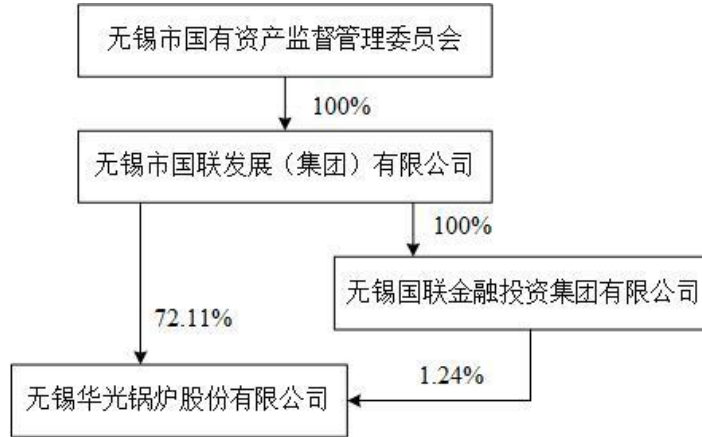 无锡市国有资产监督管理委员会
100%
无锡市国联发展（集团）有限公司
100%
无锡国联金融投资集团有限公司
72.11%
1.24%
无锡华光锅炉股份有限公司